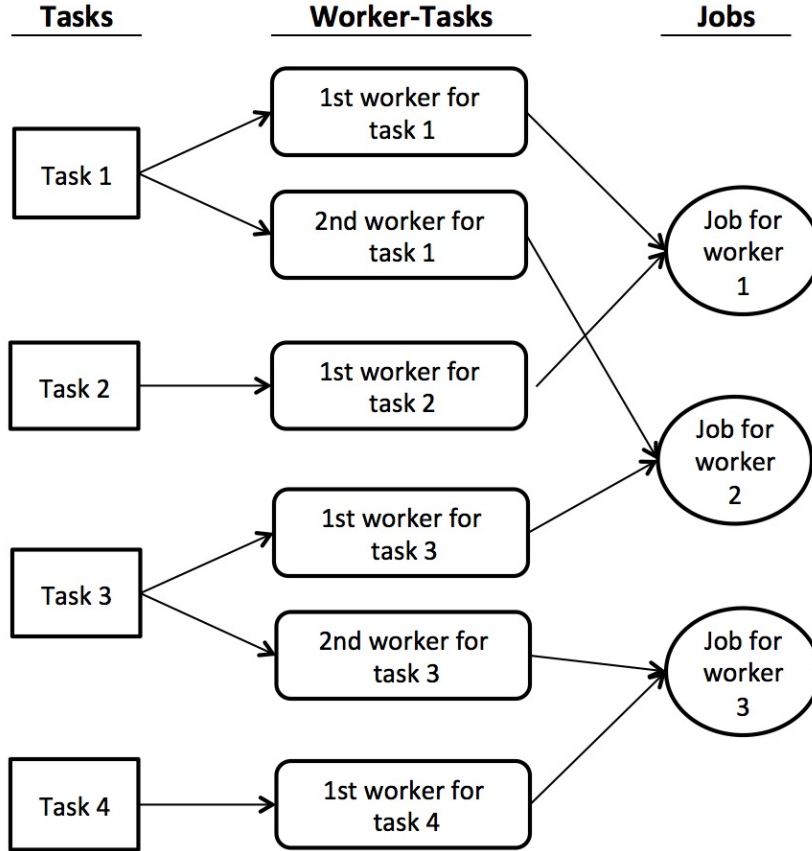 Tasks
Worker-Tasks
Jobs
Task 1
1st worker for
task 1
2nd worker for
task 1
Job for
worker
1
Task 2
1st worker for
task 2
Job for
worker
2
Task 3
1st worker for
task 3
2nd worker for
task 3
Job for
worker
3
Task 4
1st worker for
task 4